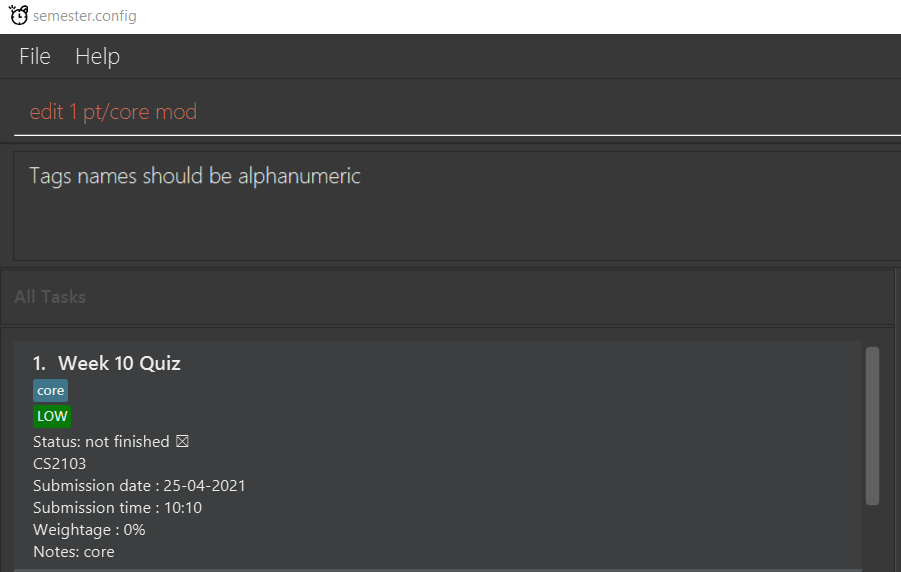 semester.config
File Help
edit 1 pt/core mod
Tags names should be alphanumeric
All Tasks
1. Week 10 Quiz
core
LOW
Status: not finished ☒
CS2103
Submission date : 25-04-2021
Submission time : 10:10
Weightage : 0%
Notes: core